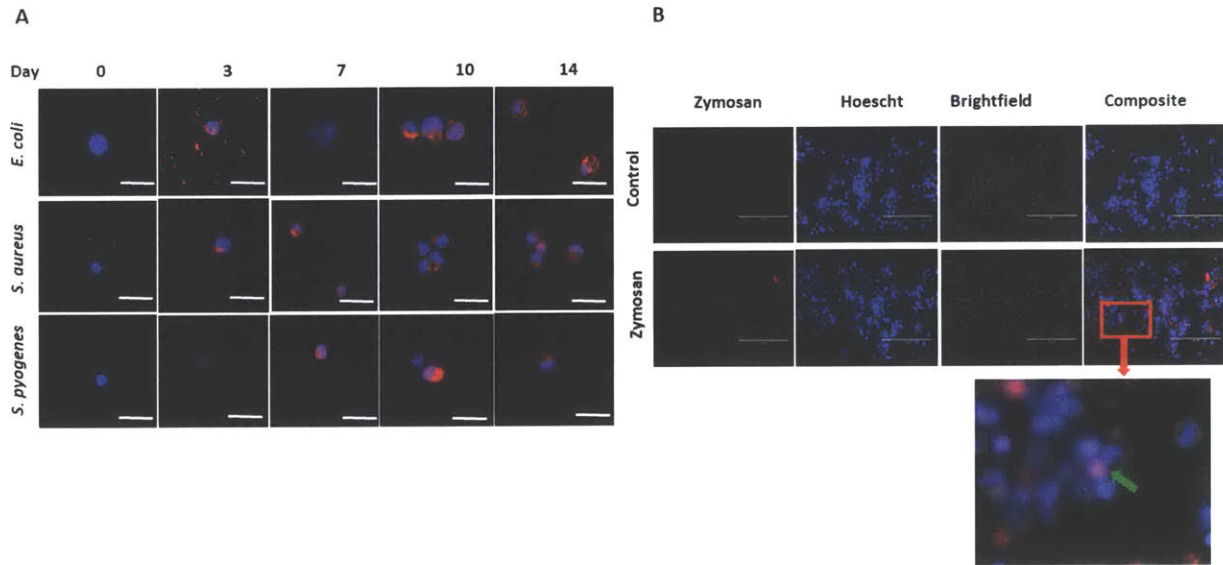 A
Day 0 3 7 10 14
E. coli
S. aureus
S. pyogenes
B
Zymosan Hoescht Brightfield Composite
Control
Zymosan